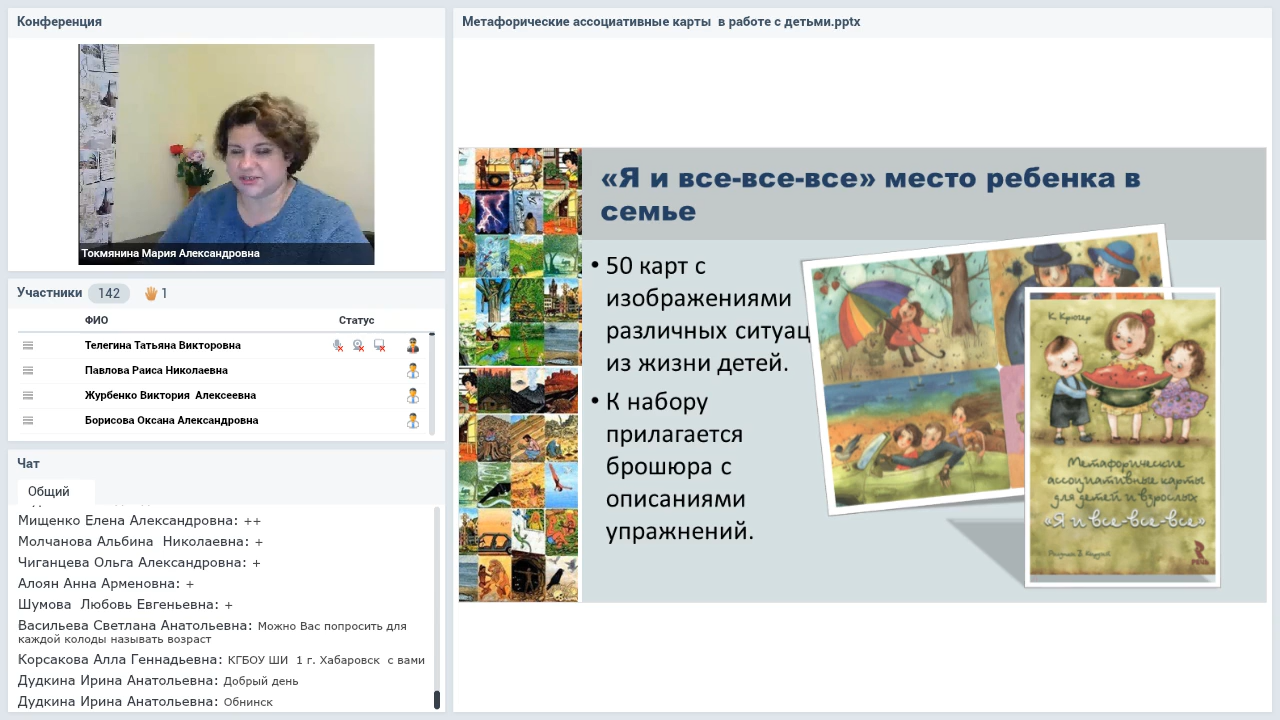 Конференция
Токмянина Мария Александровна
Участники 142 1
ФИО Статус
Телегина Татьяна Викторовна
Павлова Раиса Николаевна
Журбенко Виктория Алексеевна
Борисова Оксана Александровна
Чат
Общий
Мищенко Елена Александровна: ++
Молчанова Альбина Николаевна: +
Чиганцева Ольга Александровна: +
Алоян Анна Арменовна: +
Шумова Любовь Евгеньевна: +
Васильева Светлана Анатольевна: Можно Вас попросить для
каждой колоды называть возраст
Корсакова Алла Геннадьевна: КГБОУ ШИ 1 г. Хабаровск с вами
Дудкина Ирина Анатольевна: Добрый день
Дудкина Ирина Анатольевна: Обнинск
Метафорические ассоциативные карты в работе с детьми.pptx
«Я и все-все-все» место ребенка в
семье
• 50 карт с
изображениями
различных ситуац
из жизни детей.
• К набору
прилагается
брошюра с
описаниями
упражнений.
К. Крюгер
Метафорические
ассоциативные карты
для детей и взрослых
«Я и все-все-все»
РЕЧЬ